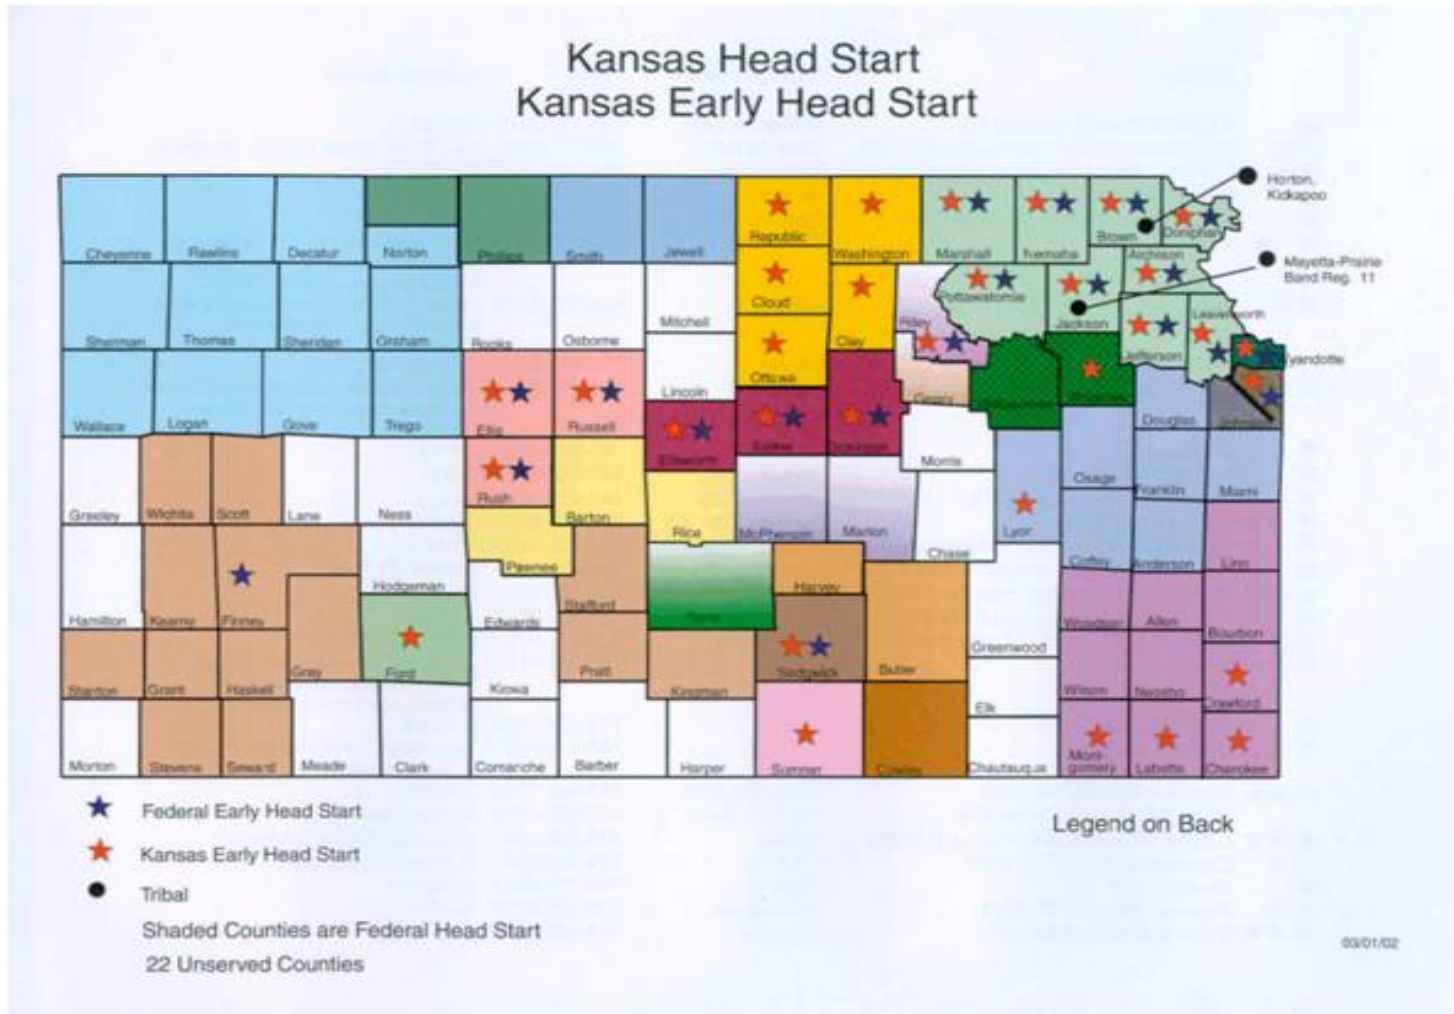 Kansas Head Start
Kansas Early Head Start
Horton,
Kidkapoo
Mayetta-Prairie
Band Reg. 11
Cheyenne Rawlins Decatur Norton Phillips Smith Jewell Republic Washington Marshall Nemaha Brown Doniphan
Atchison
Sherman Thomas Sheridan Graham Rooks Osborne Mitchell Cloud Clay Riley Pottawatomie Jackson Jefferson Leavenworth
Wyandotte
Wallace Logan Gove Trego Ellis Russell Lincoln Ottawa Geary Douglas Johnson
Ellsworth Saline Dickinson Morris
Greeley Wichita Scott Lane Ness Rush Barton Rice McPherson Marion Chase Lyon Osage Franklin Miami
Hamilton Kearny Finney Hodgeman Pawnee Edwards Stafford Reno Harvey Coffey Anderson Linn
Stanton Grant Haskell Gray Ford Kiowa Pratt Kingman Sedgwick Butler Greenwood Woodson Allen Bourbon
Elk Wilson Neosho Crawford
Morton Stevens Seward Meade Clark Comanche Barber Harper Sumner Cowley Chautauqua Mont-
gomery Labette Cherokee
Federal Early Head Start
Kansas Early Head Start
Tribal
Shaded Counties are Federal Head Start
22 Unserved Counties
Legend on Back
03/01/02